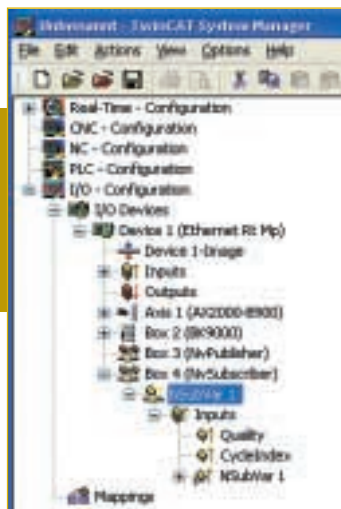 Unbenannt - TwinCAT System Manager
File Edit Actions View Options Help
Real-Time - Configuration
CNC - Configuration
NC - Configuration
PLC - Configuration
I/O - Configuration
I/O Devices
Device 1 (Ethernet Rt Mp)
Device 1-Image
Inputs
Outputs
Axis 1 (AX2000-B900)
Box 2 (BK9000)
Box 3 (NvPublisher)
Box 4 (NvSubscriber)
NSubVar 1
Inputs
Quality
CycleIndex
NSubVar 1
Mappings